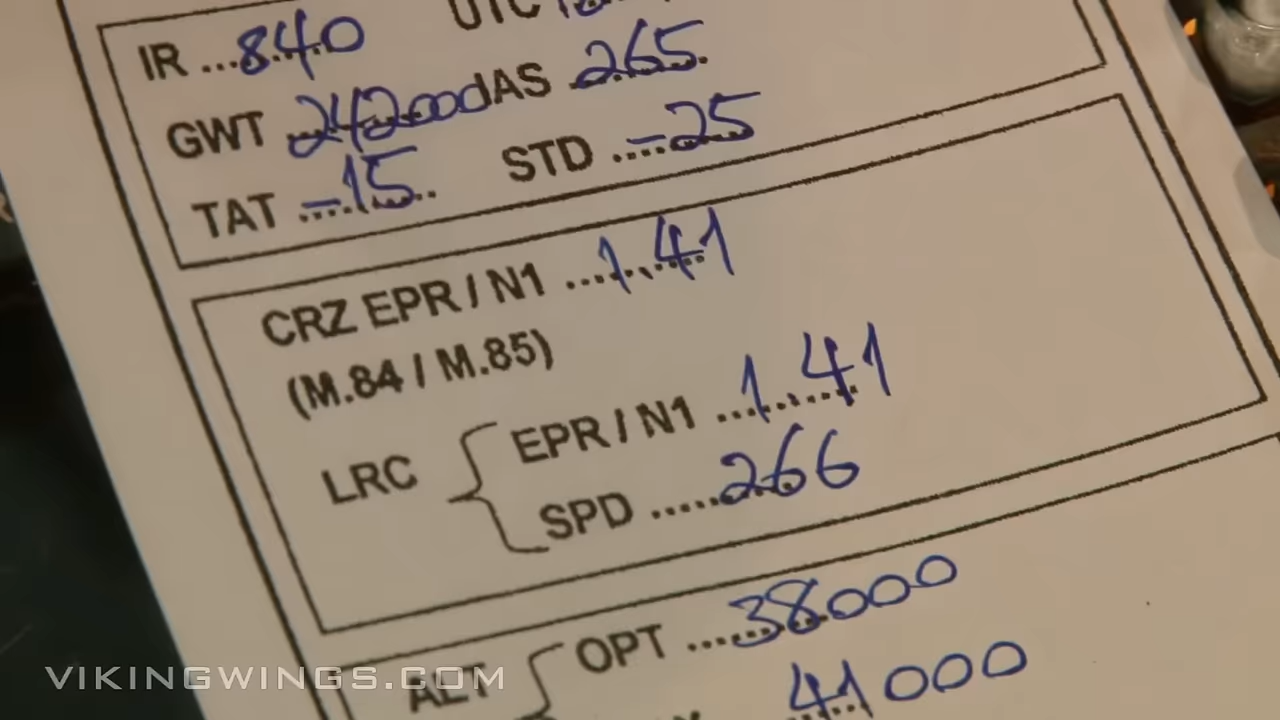 IR ...840 UTC
GWT 242000 IAS .265.
TAT ...-15.. STD ....-25
CRZ EPR / N1 ....1.41
(M.84 / M.85)
LRC EPR / N1 ....1.41
SPD .....266
ALT OPT ....38000
41000
VIKINGWINGS.COM